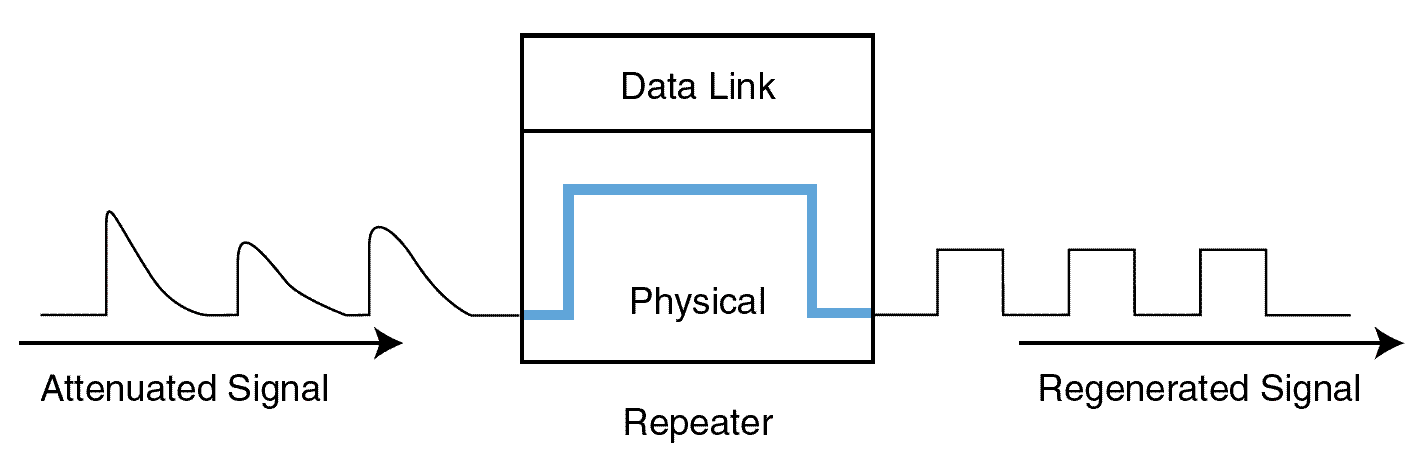 Data Link
Physical
Attenuated Signal
Regenerated Signal
Repeater